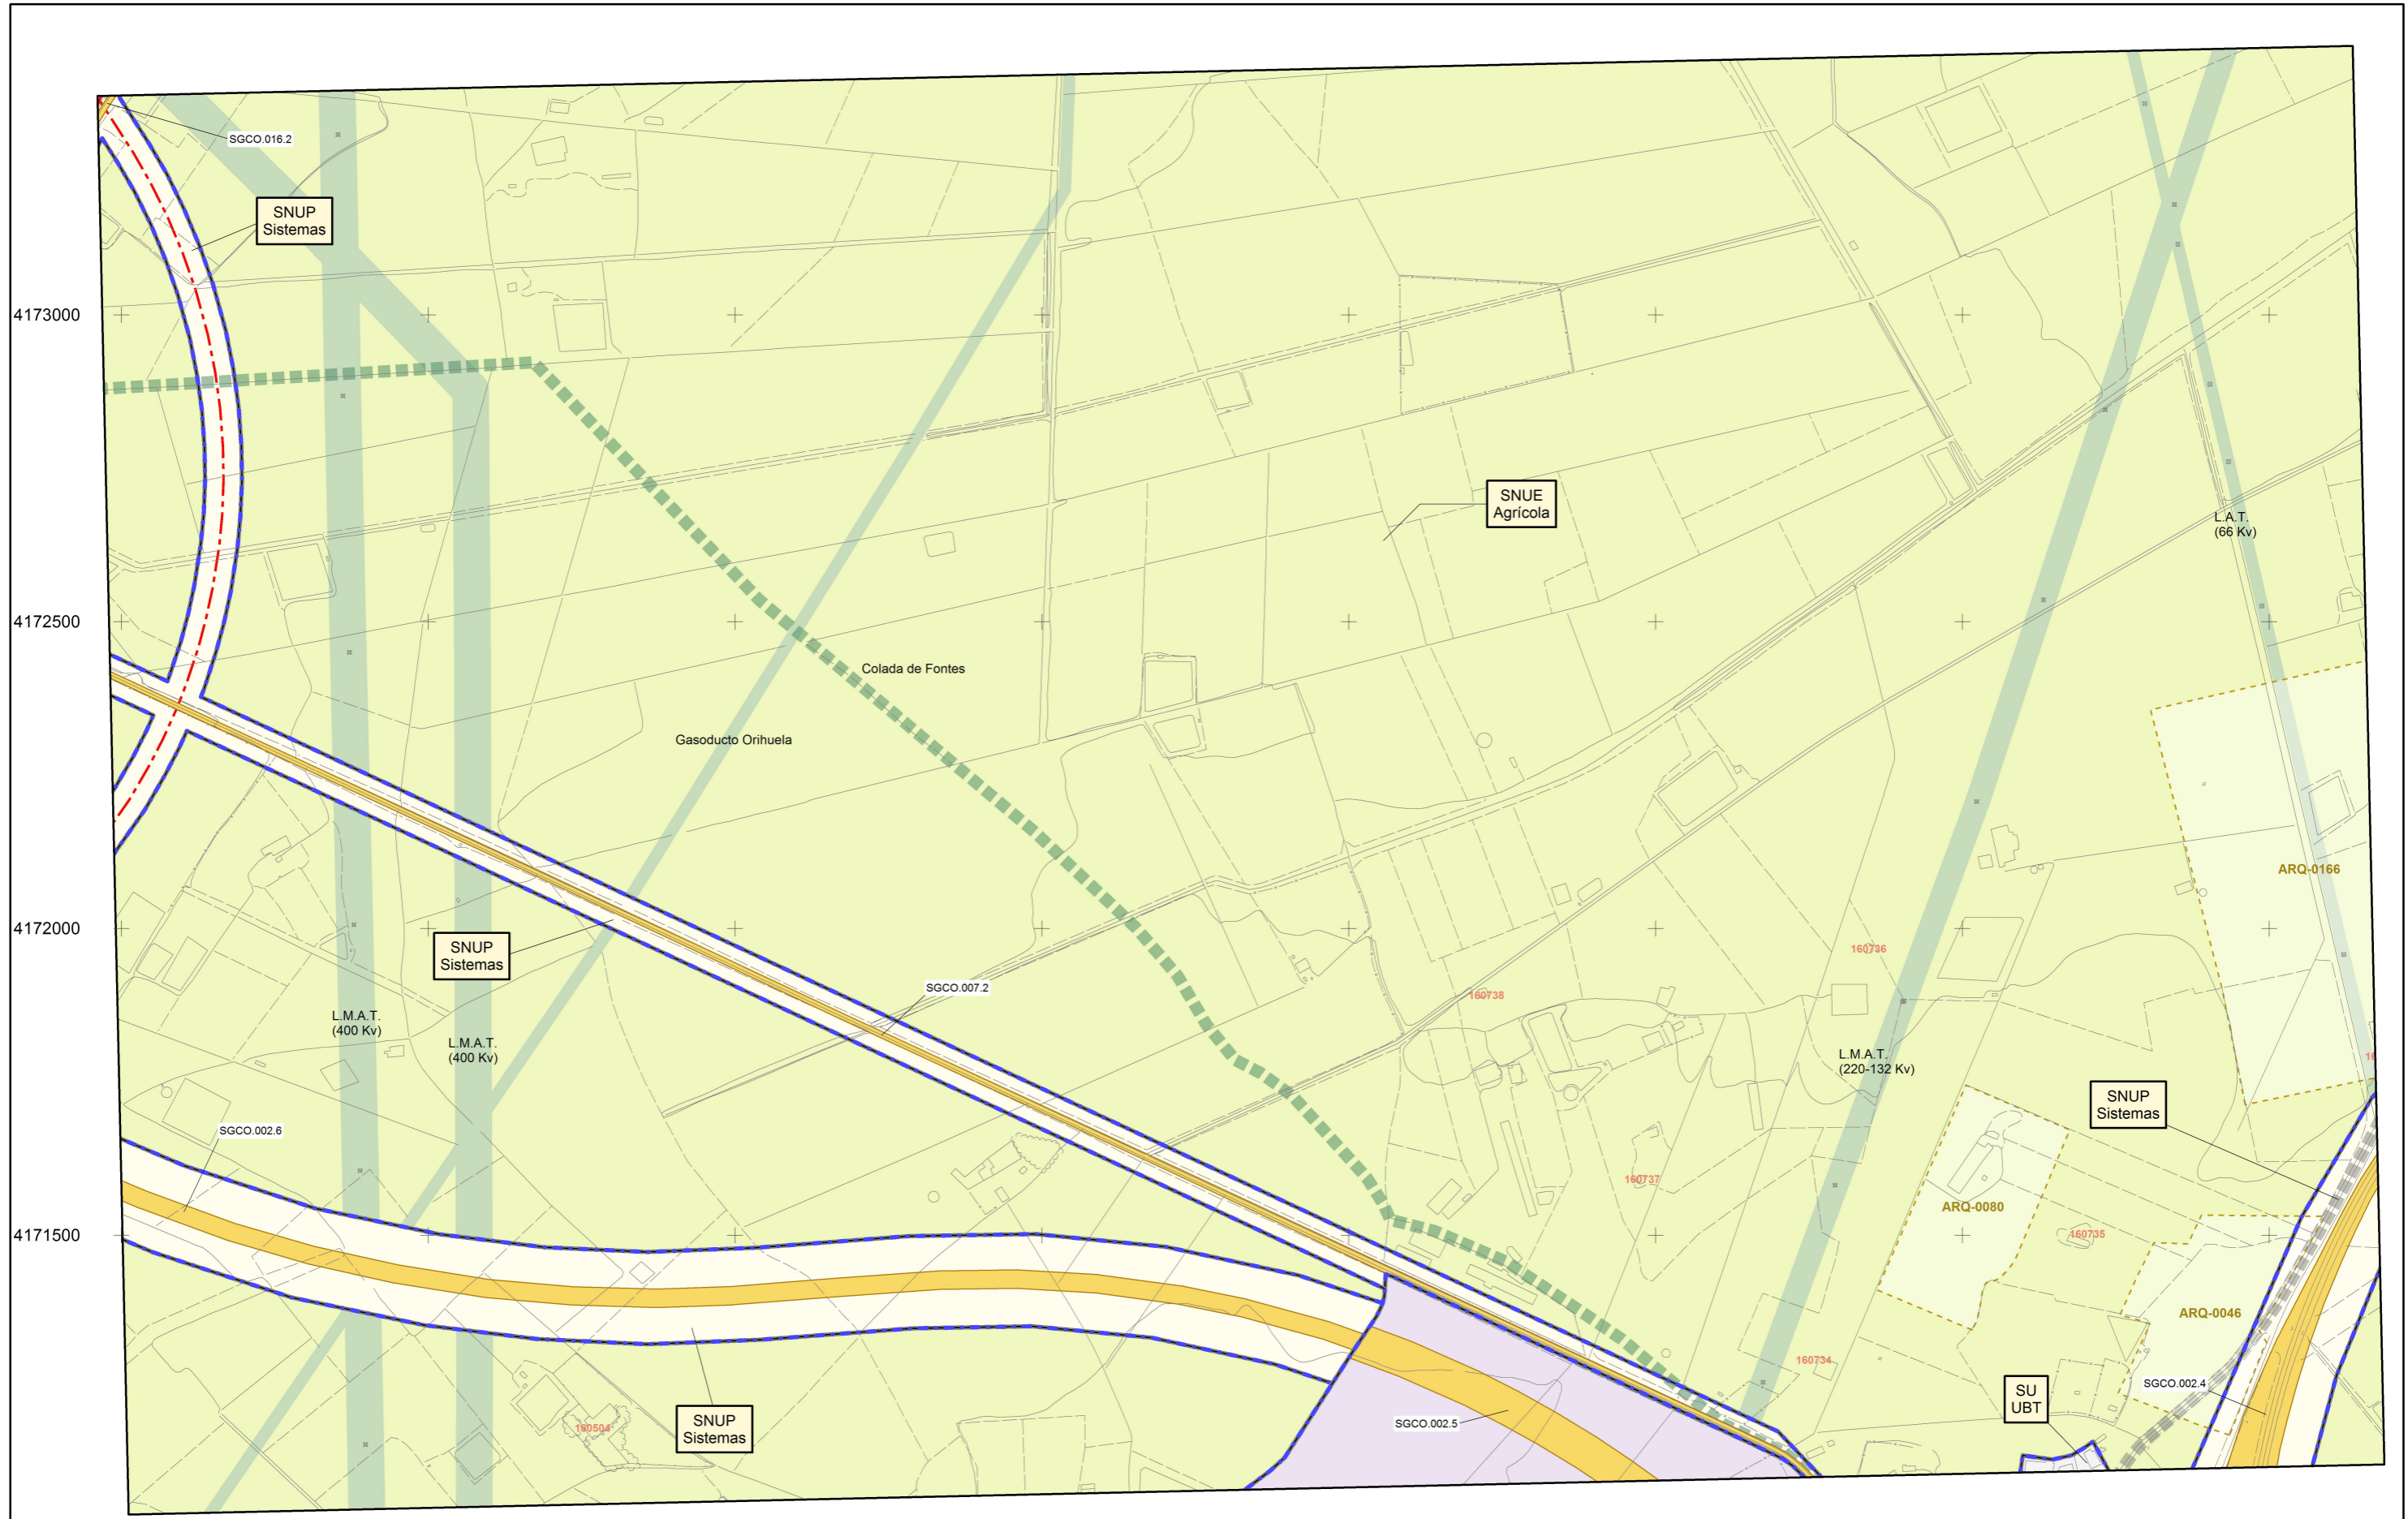 SGCO.016.2
SNUP
Sistemas
4173000
SNUE
Agrícola
L.A.T.
(66 Kv)
4172500
Colada de Fontes
Gasoducto Orihuela
ARQ-0166
4172000
SNUP
Sistemas
160736
SGCO.007.2
160738
L.M.A.T.
(400 Kv)
L.M.A.T.
(400 Kv)
L.M.A.T.
(220-132 Kv)
SNUP
Sistemas
SGCO.002.6
160737
ARQ-0080
160735
4171500
ARQ-0046
160734
SGCO.002.4
SU
UBT
SNUP
Sistemas
160504
SGCO.002.5